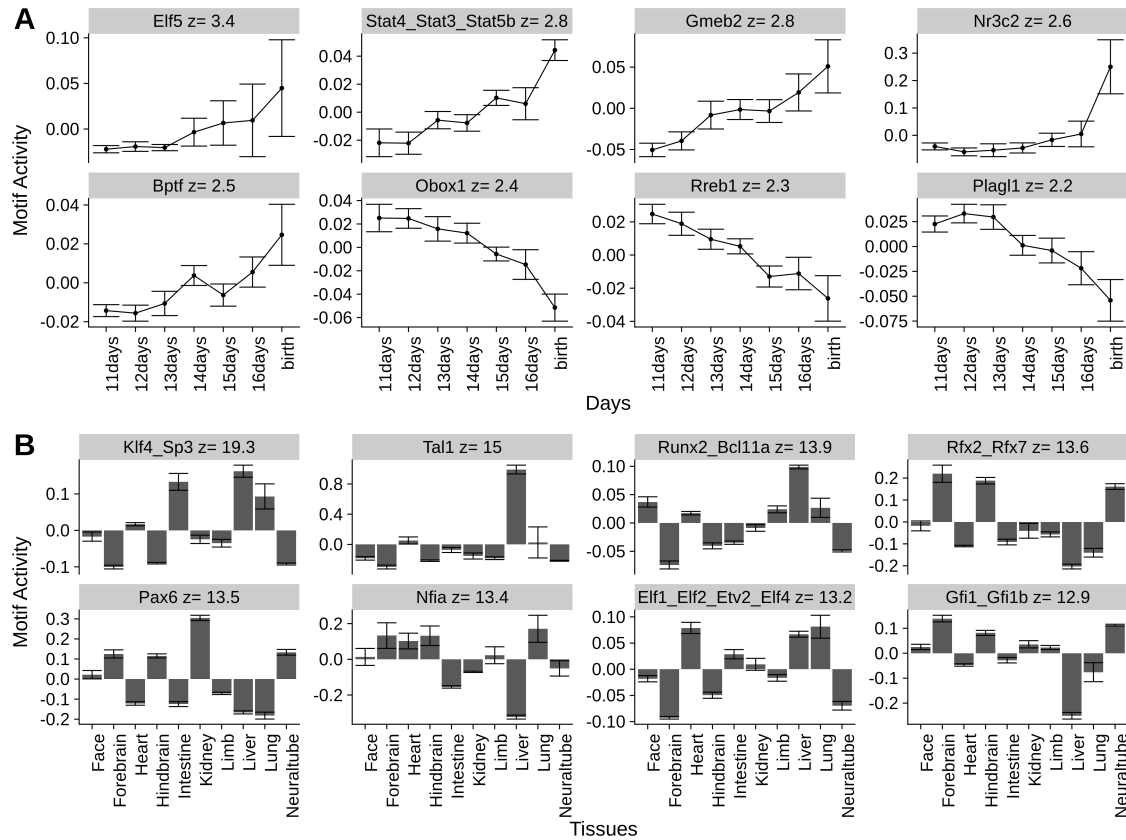 A
Elf5 z= 3.4
Stat4_Stat3_Stat5b z= 2.8
Gmeb2 z= 2.8
Nr3c2 z= 2.6
0.10
0.05
0.00
0.04
0.02
0.00
-0.02
0.05
0.00
-0.05
0.3
0.2
0.1
0.0
Motif Activity
Bptf z= 2.5
Obox1 z= 2.4
Rreb1 z= 2.3
Plagl1 z= 2.2
0.04
0.02
0.00
-0.02
0.04
0.02
0.00
-0.02
-0.04
-0.06
0.02
0.00
-0.02
-0.04
0.025
0.000
-0.025
-0.050
-0.075
11days
12days
13days
14days
15days
16days
birth
11days
12days
13days
14days
15days
16days
birth
11days
12days
13days
14days
15days
16days
birth
11days
12days
13days
14days
15days
16days
birth
Days
B
Klf4_Sp3 z= 19.3
Tal1 z= 15
Runx2_Bcl11a z= 13.9
Rfx2_Rfx7 z= 13.6
0.1
0.0
-0.1
0.8
0.4
0.0
0.10
0.05
0.00
-0.05
0.2
0.1
0.0
-0.1
-0.2
Motif Activity
Pax6 z= 13.5
Nfia z= 13.4
Elf1_Elf2_Etv2_Elf4 z= 13.2
Gfi1_Gfi1b z= 12.9
0.3
0.2
0.1
0.0
-0.1
-0.2
0.2
0.0
-0.2
0.10
0.05
0.00
-0.05
-0.10
0.1
0.0
-0.1
-0.2
Face
Forebrain
Heart
Hindbrain
Intestine
Kidney
Limb
Liver
Lung
Neuraltube
Face
Forebrain
Heart
Hindbrain
Intestine
Kidney
Limb
Liver
Lung
Neuraltube
Face
Forebrain
Heart
Hindbrain
Intestine
Kidney
Limb
Liver
Lung
Neuraltube
Face
Forebrain
Heart
Hindbrain
Intestine
Kidney
Limb
Liver
Lung
Neuraltube
Tissues